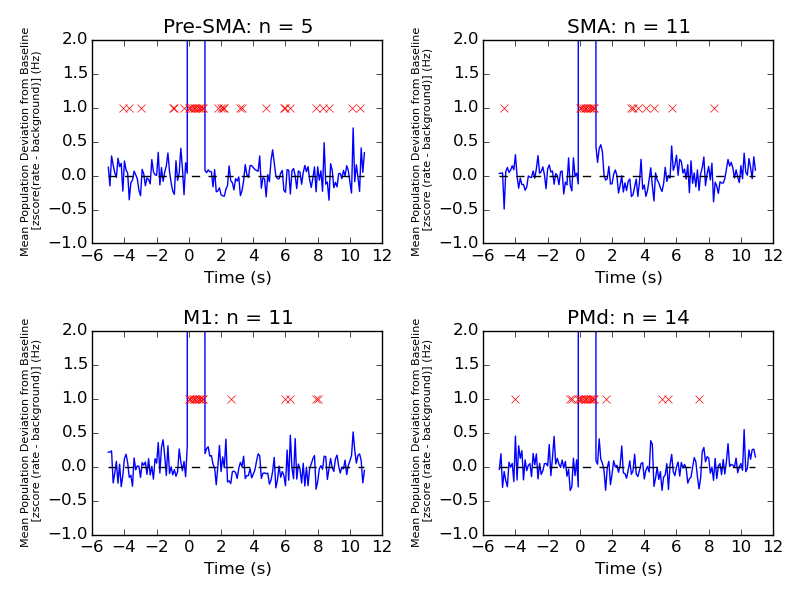 Pre-SMA: n = 5
Mean Population Deviation from Baseline
[zscore(rate - background)] (Hz)
2.0
1.5
1.0
0.5
0.0
−0.5
−1.0
−6 −4 −2 0 2 4 6 8 10 12
Time (s)
SMA: n = 11
Mean Population Deviation from Baseline
[zscore (rate - background)] (Hz)
2.0
1.5
1.0
0.5
0.0
−0.5
−1.0
−6 −4 −2 0 2 4 6 8 10 12
Time (s)
M1: n = 11
Mean Population Deviation from Baseline
[zscore (rate - background)] (Hz)
2.0
1.5
1.0
0.5
0.0
−0.5
−1.0
−6 −4 −2 0 2 4 6 8 10 12
Time (s)
PMd: n = 14
Mean Population Deviation from Baseline
[zscore (rate - background)] (Hz)
2.0
1.5
1.0
0.5
0.0
−0.5
−1.0
−6 −4 −2 0 2 4 6 8 10 12
Time (s)